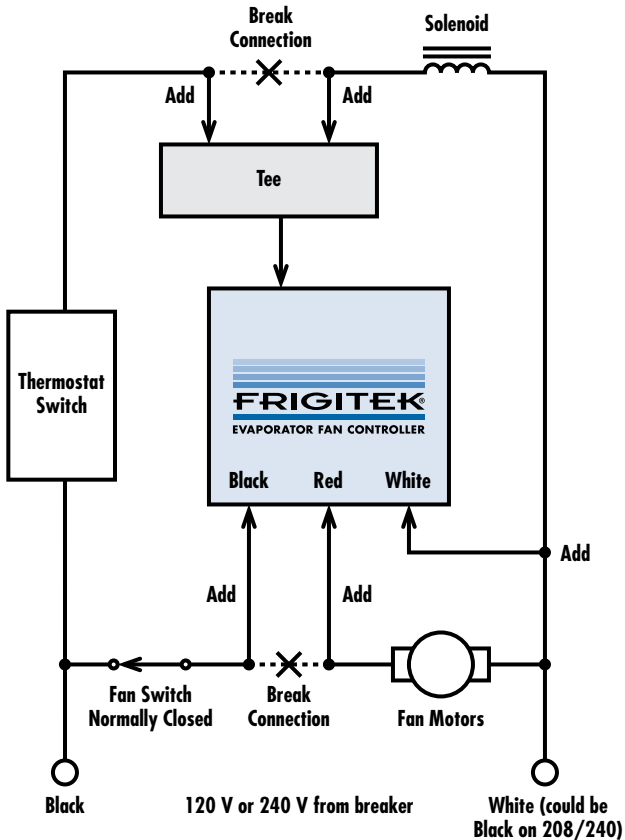 Break
Connection
Solenoid
Add
Add
Tee
Thermostat
Switch
FRIGITEK®
EVAPORATOR FAN CONTROLLER
Black Red White
Add
Add
Add
Fan Switch
Normally Closed
Break
Connection
Fan Motors
Black
120 V or 240 V from breaker
White (could be
Black on 208/240)